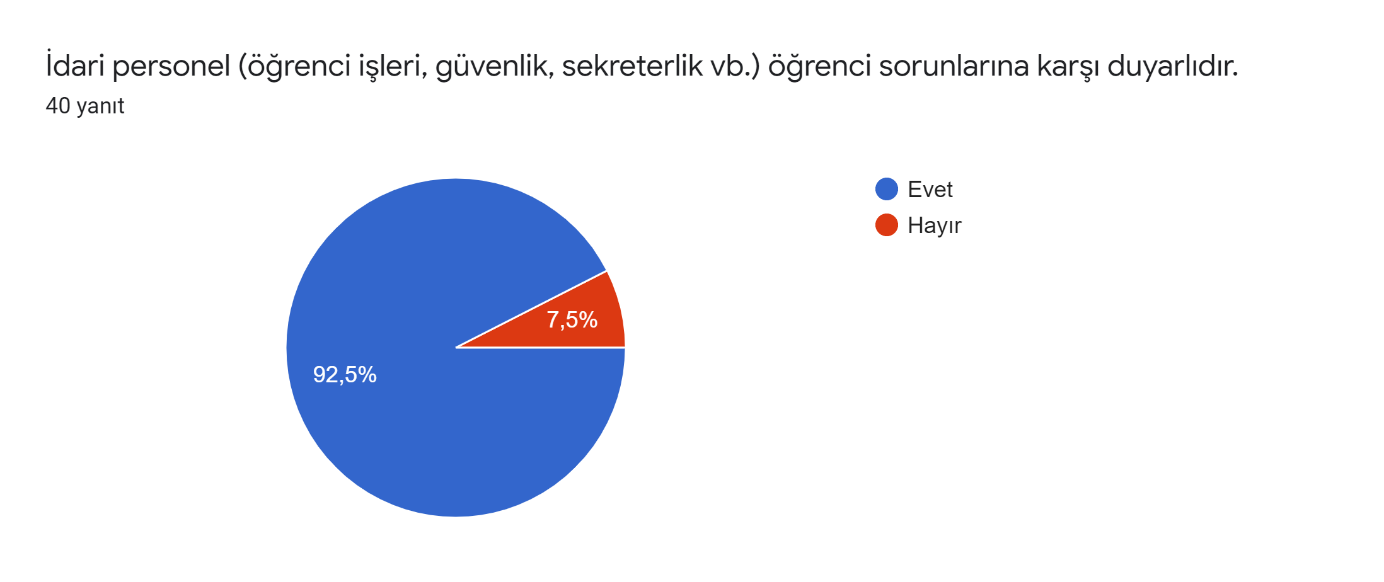 İdari personel (öğrenci işleri, güvenlik, sekreterlik vb.) öğrenci sorunlarına karşı duyarlıdır.
40 yanıt
Evet
Hayır
7,5%
92,5%